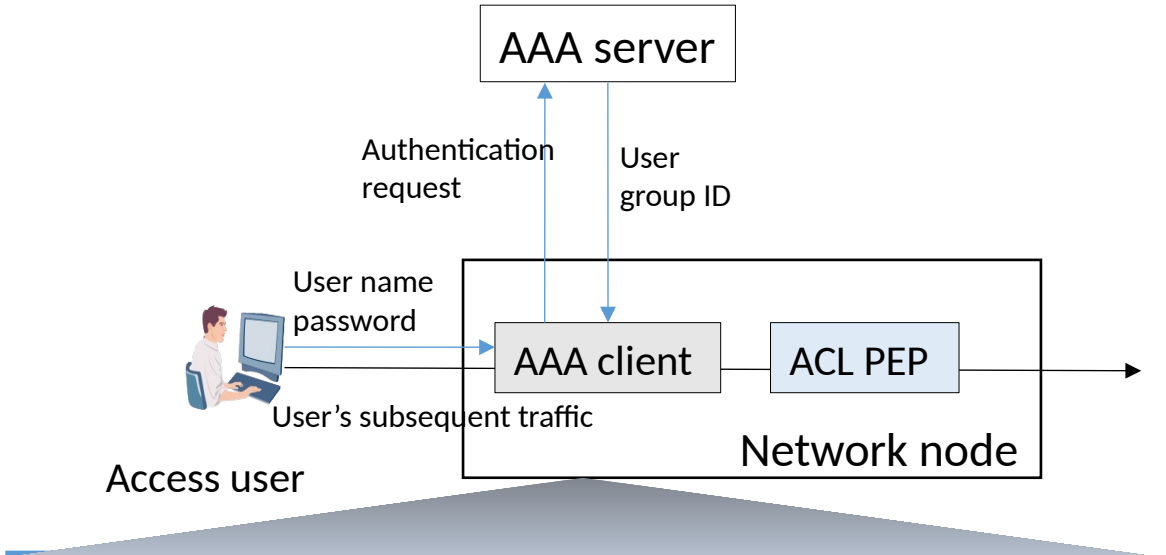 AAA server
Authentication
request
User
group ID
User name
password
AAA client
ACL PEP
User’s subsequent traffic
Network node
Access user